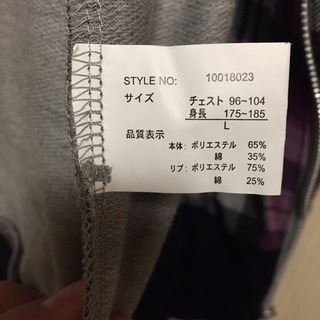 STYLE NO: 10018023
サイズ チェスト 96~104
身長 175~185
L
品質表示
本体: ポリエステル 65%
綿 35%
リブ: ポリエステル 75%
綿 25%